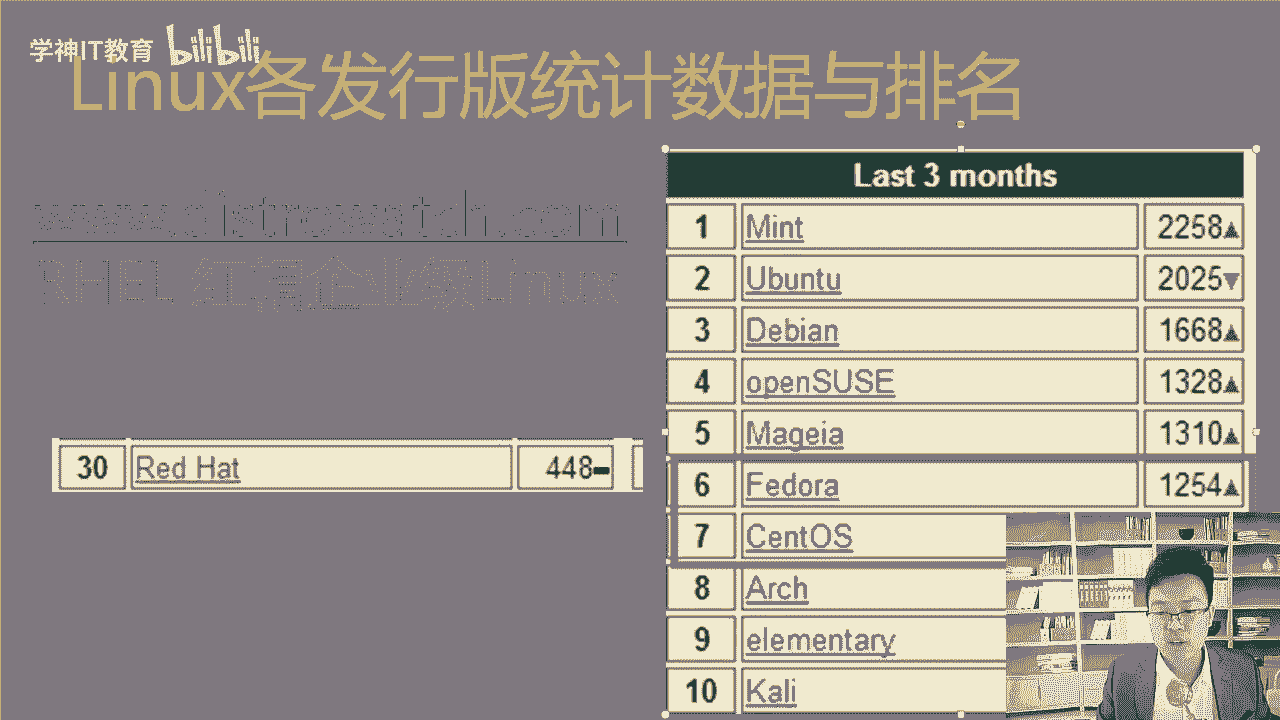 学神IT教育 bilibili
Linux各发行版统计数据与排名
www.distrowatch.com
RHEL 红帽企业级Linux
30 Red Hat 448
Last 3 months
1 Mint 2258▲
2 Ubuntu 2025▼
3 Debian 1668▲
4 openSUSE 1328▲
5 Mageia 1310▲
6 Fedora 1254▲
7 CentOS
8 Arch
9 elementary
10 Kali